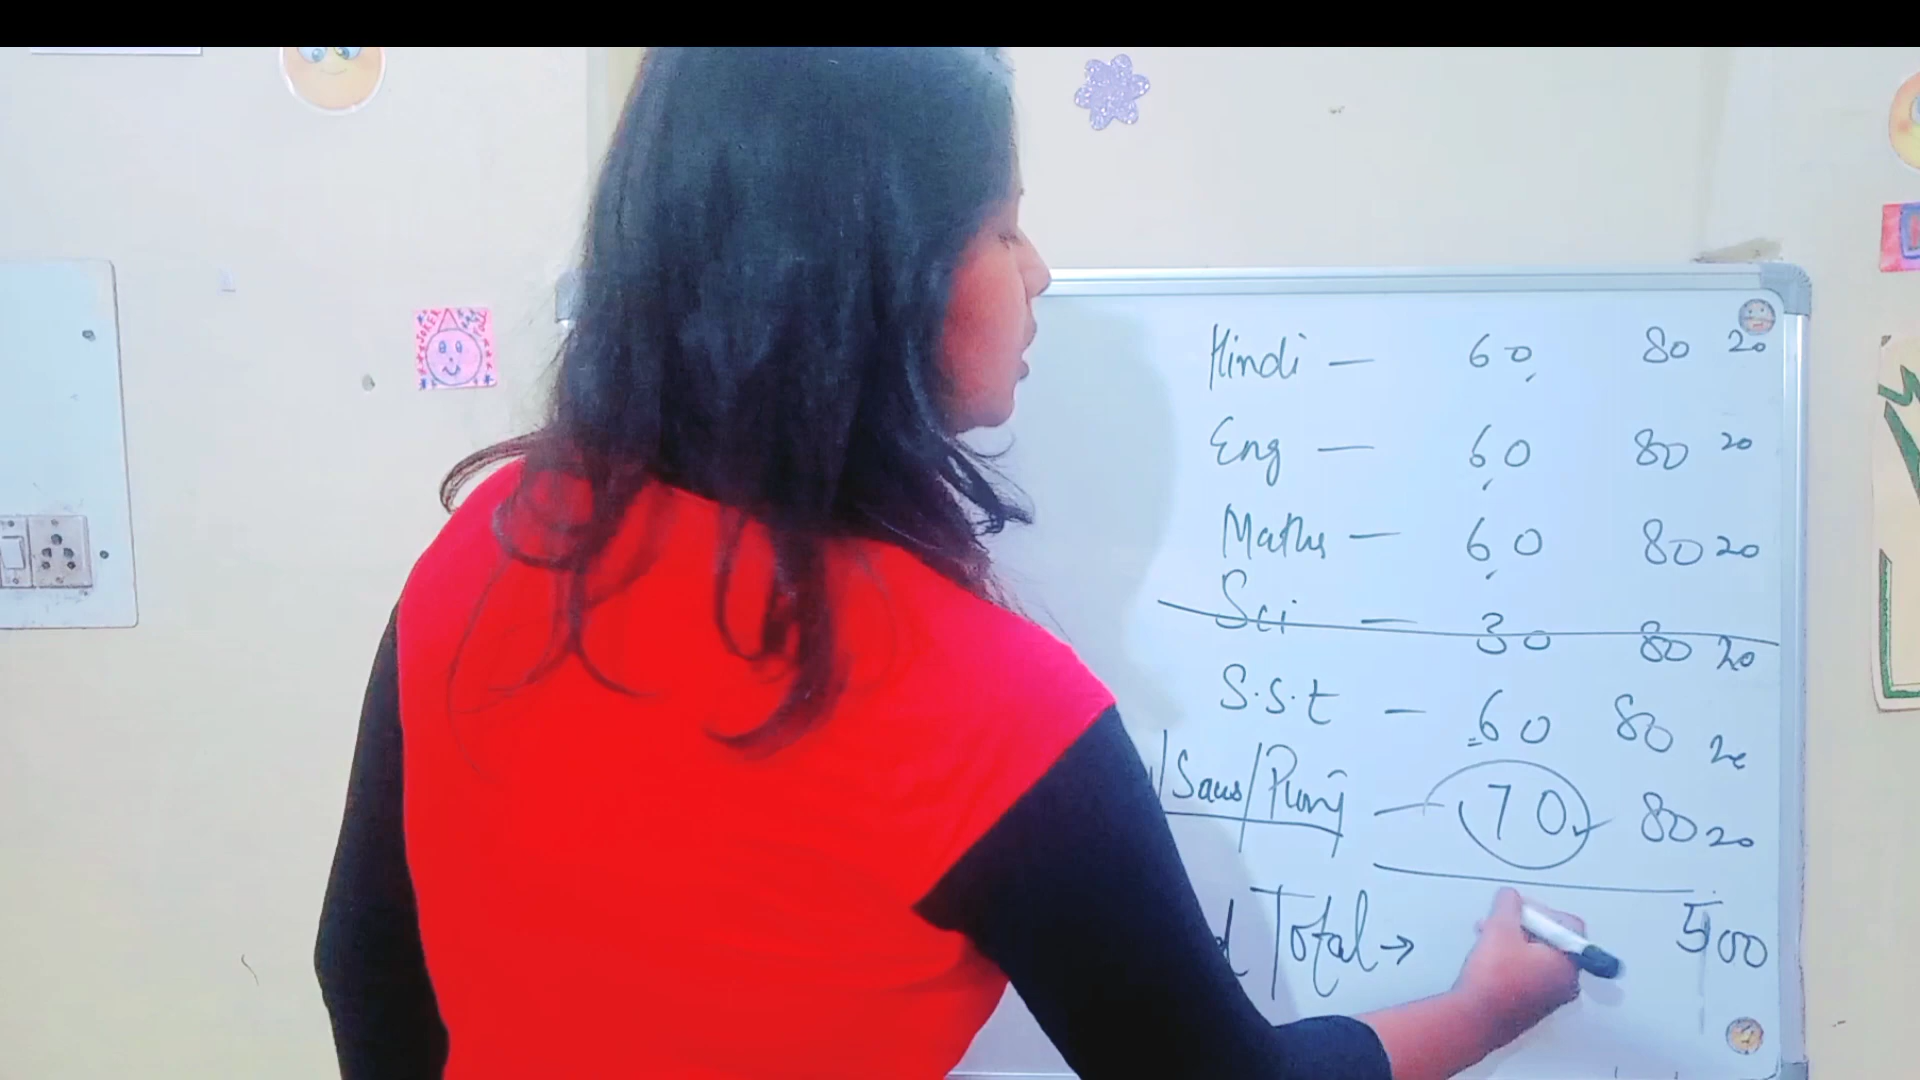 Hindi — 60 80 20
Eng — 60 80 20
Maths — 60 80 20
Sci — 30 80 20
S.S.t — 60 80 20
/Sans/Punj — 70 80 20
d Total → 500
JOKER